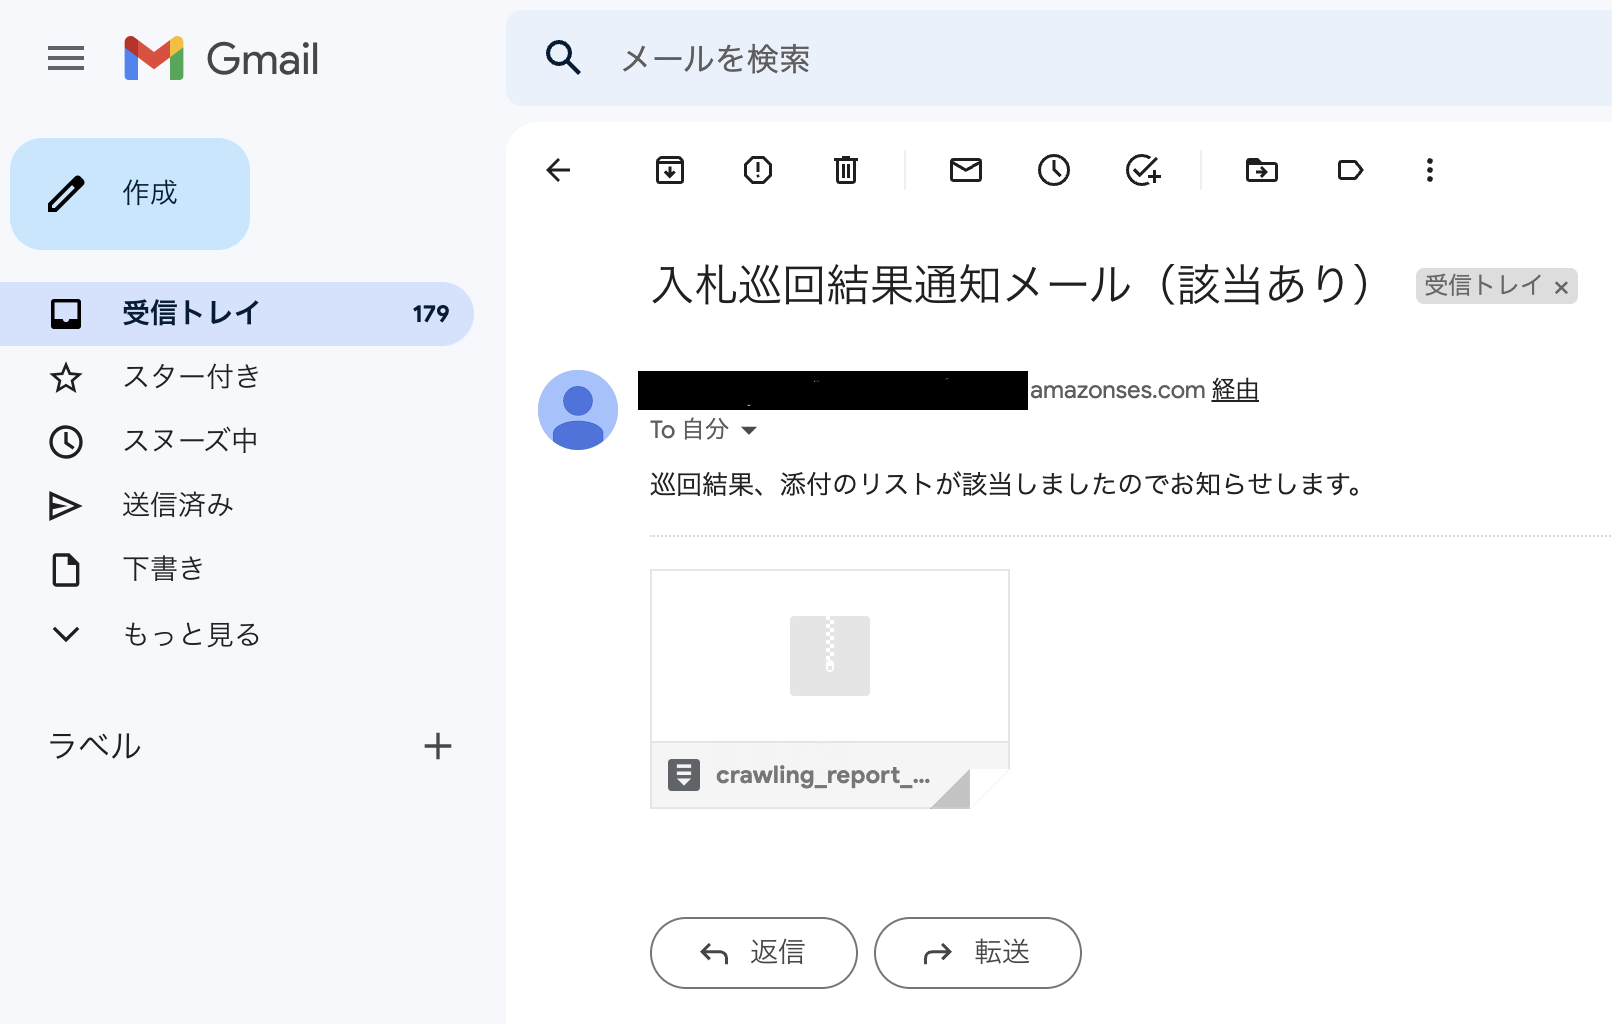 Gmail
メールを検索
作成
受信トレイ 179
スター付き
スヌーズ中
送信済み
下書き
もっと見る
ラベル
入札巡回結果通知メール（該当あり） 受信トレイ ×
amazonses.com 経由
To 自分
巡回結果、添付のリストが該当しましたのでお知らせします。
crawling_report_...
返信
転送